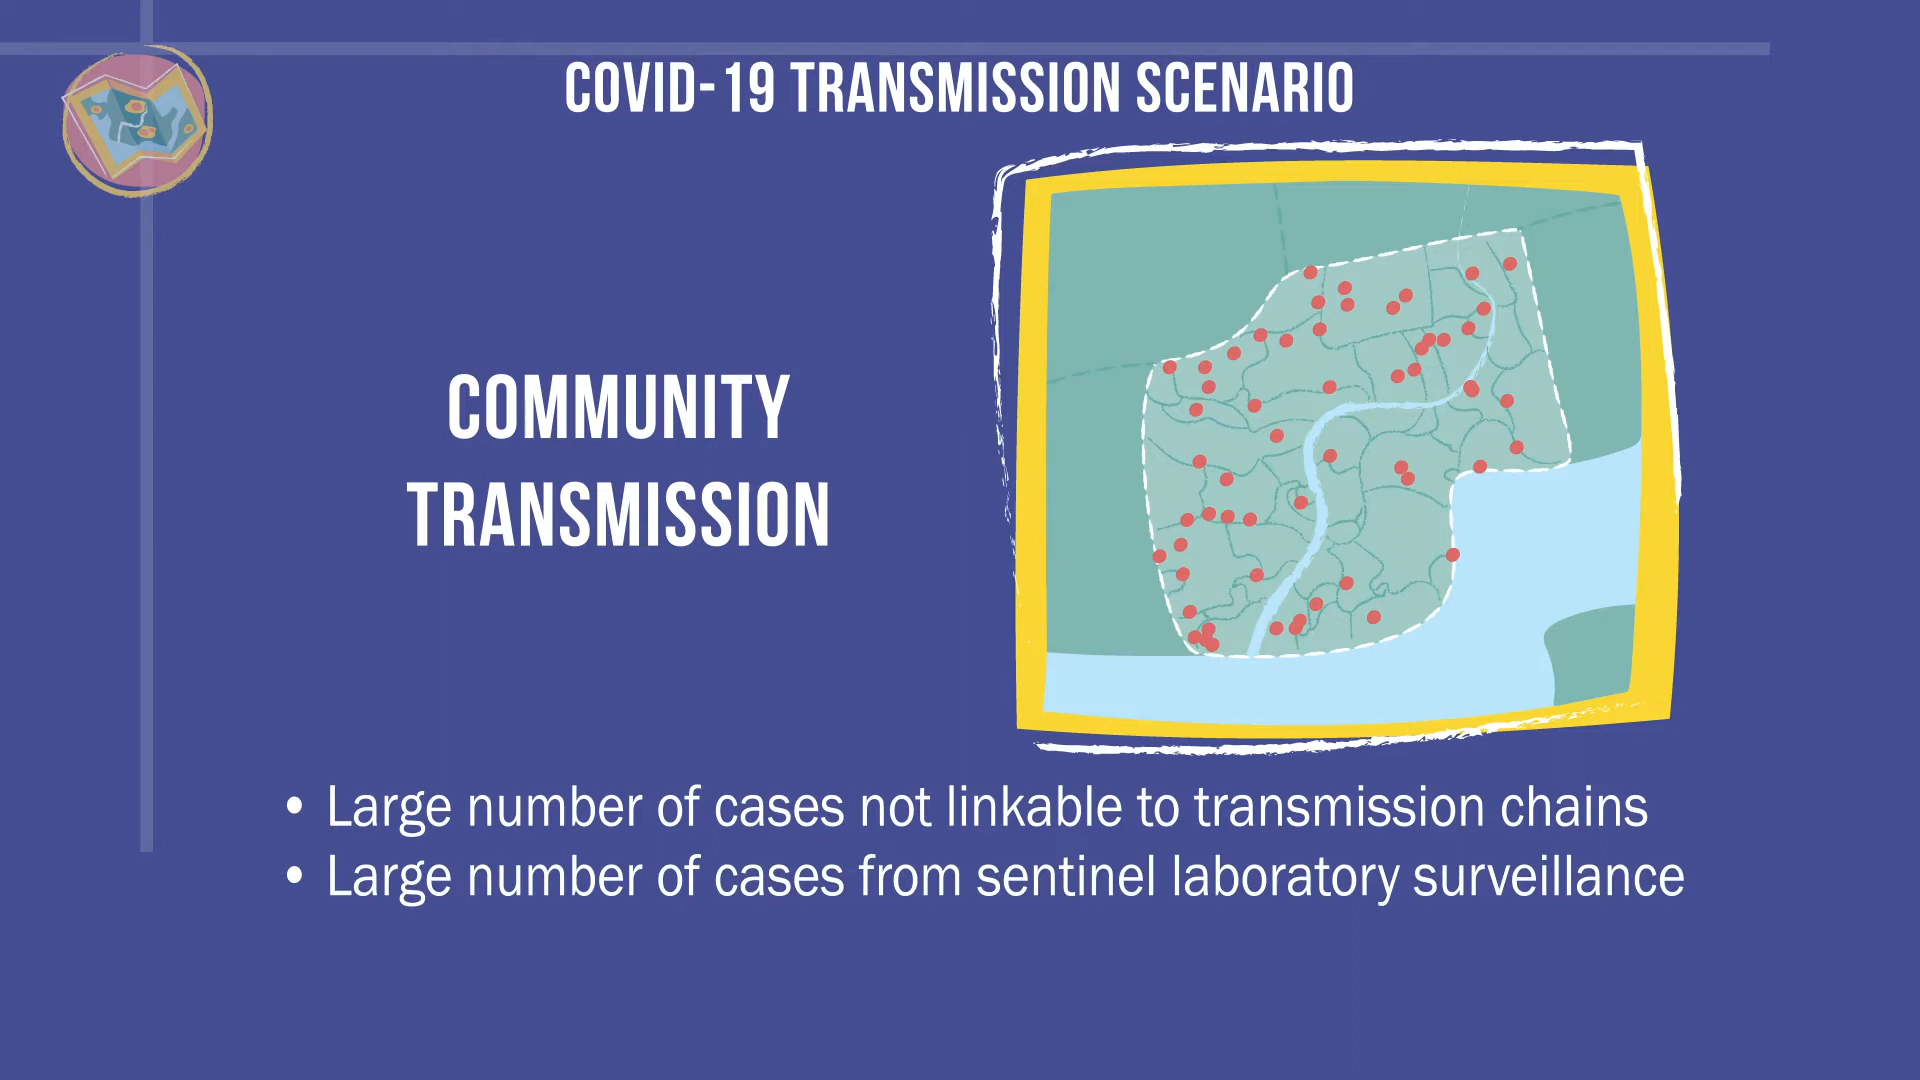 COVID-19 TRANSMISSION SCENARIO
COMMUNITY
TRANSMISSION
• Large number of cases not linkable to transmission chains
• Large number of cases from sentinel laboratory surveillance